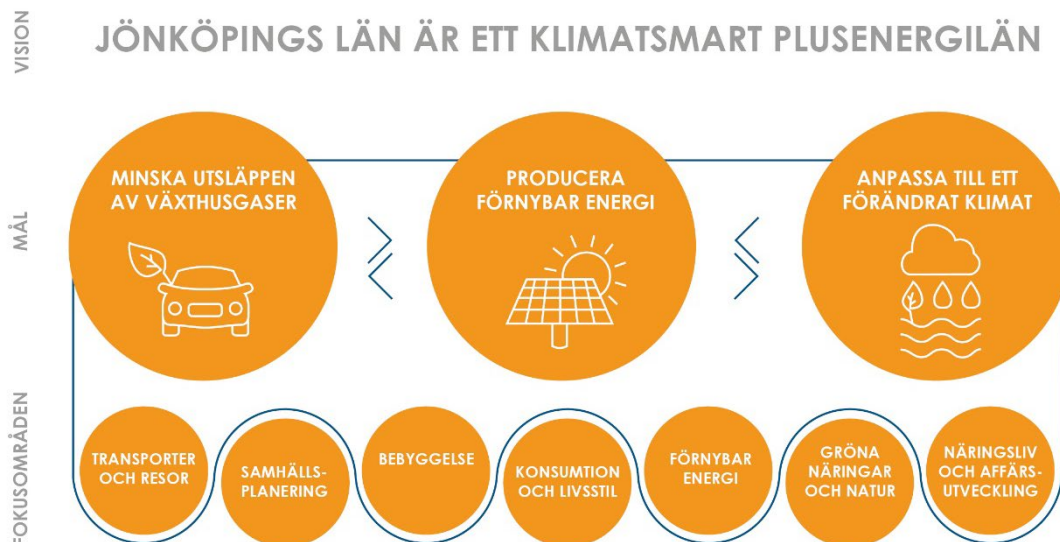 VISION
JÖNKÖPINGS LÄN ÄR ETT KLIMATSMART PLUSENERGILÄN
MÅL
MINSKA UTSLÄPPEN
AV VÄXTHUSGASER
PRODUCERA
FÖRNYBAR ENERGI
ANPASSA TILL ETT
FÖRÄNDRAT KLIMAT
FOKUSOMRÅDEN
TRANSPORTER
OCH RESOR
SAMHÄLLS-
PLANERING
BEBYGGELSE
KONSUMTION
OCH LIVSSTIL
FÖRNYBAR
ENERGI
GRÖNA
NÄRINGAR
OCH NATUR
NÄRINGSLIV
OCH AFFÄRS-
UTVECKLING